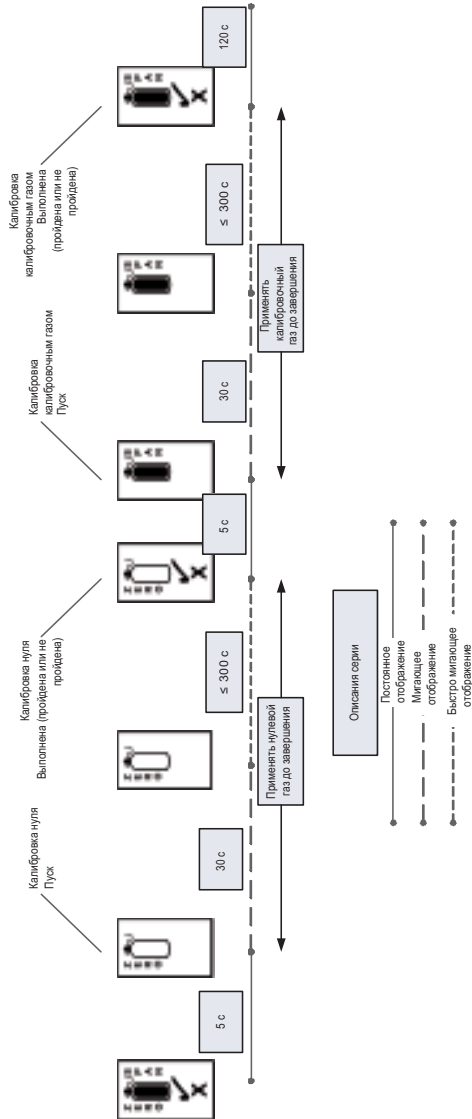 Калибровка нуля
Пуск
Калибровка нуля
Выполнена (пройдена или не
пройдена)
Калибровка
калибровочным газом
Пуск
Калибровка
калибровочным газом
Выполнена
(пройдена или не
пройдена)
5 с
30 с
≤ 300 с
5 с
30 с
≤ 300 с
120 с
Применять нулевой
газ до завершения
Применять
калибровочный
газ до завершения
Описания серии
Постоянное
отображение
Мигающее
отображение
Быстро мигающее
отображение